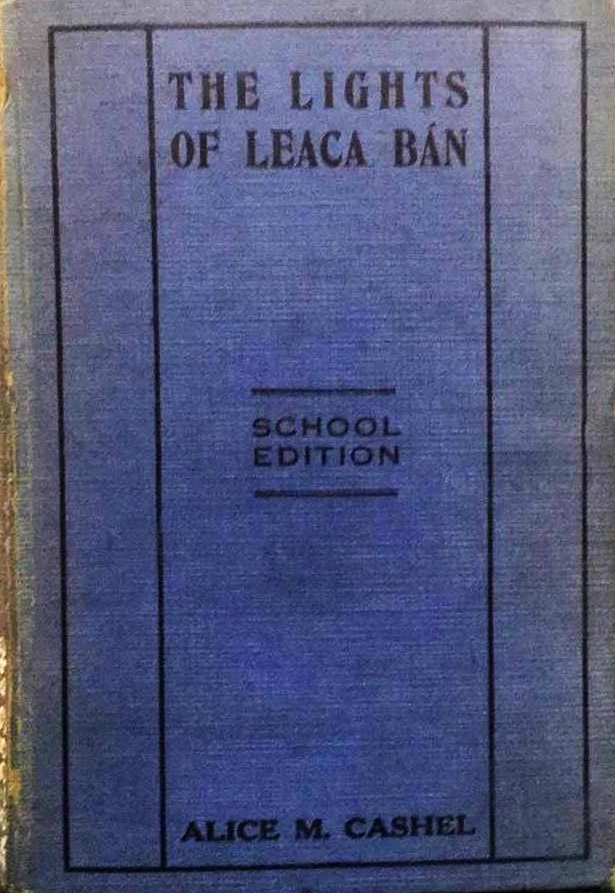 THE LIGHTS
OF LEACA BÁN
SCHOOL
EDITION
ALICE M. CASHEL